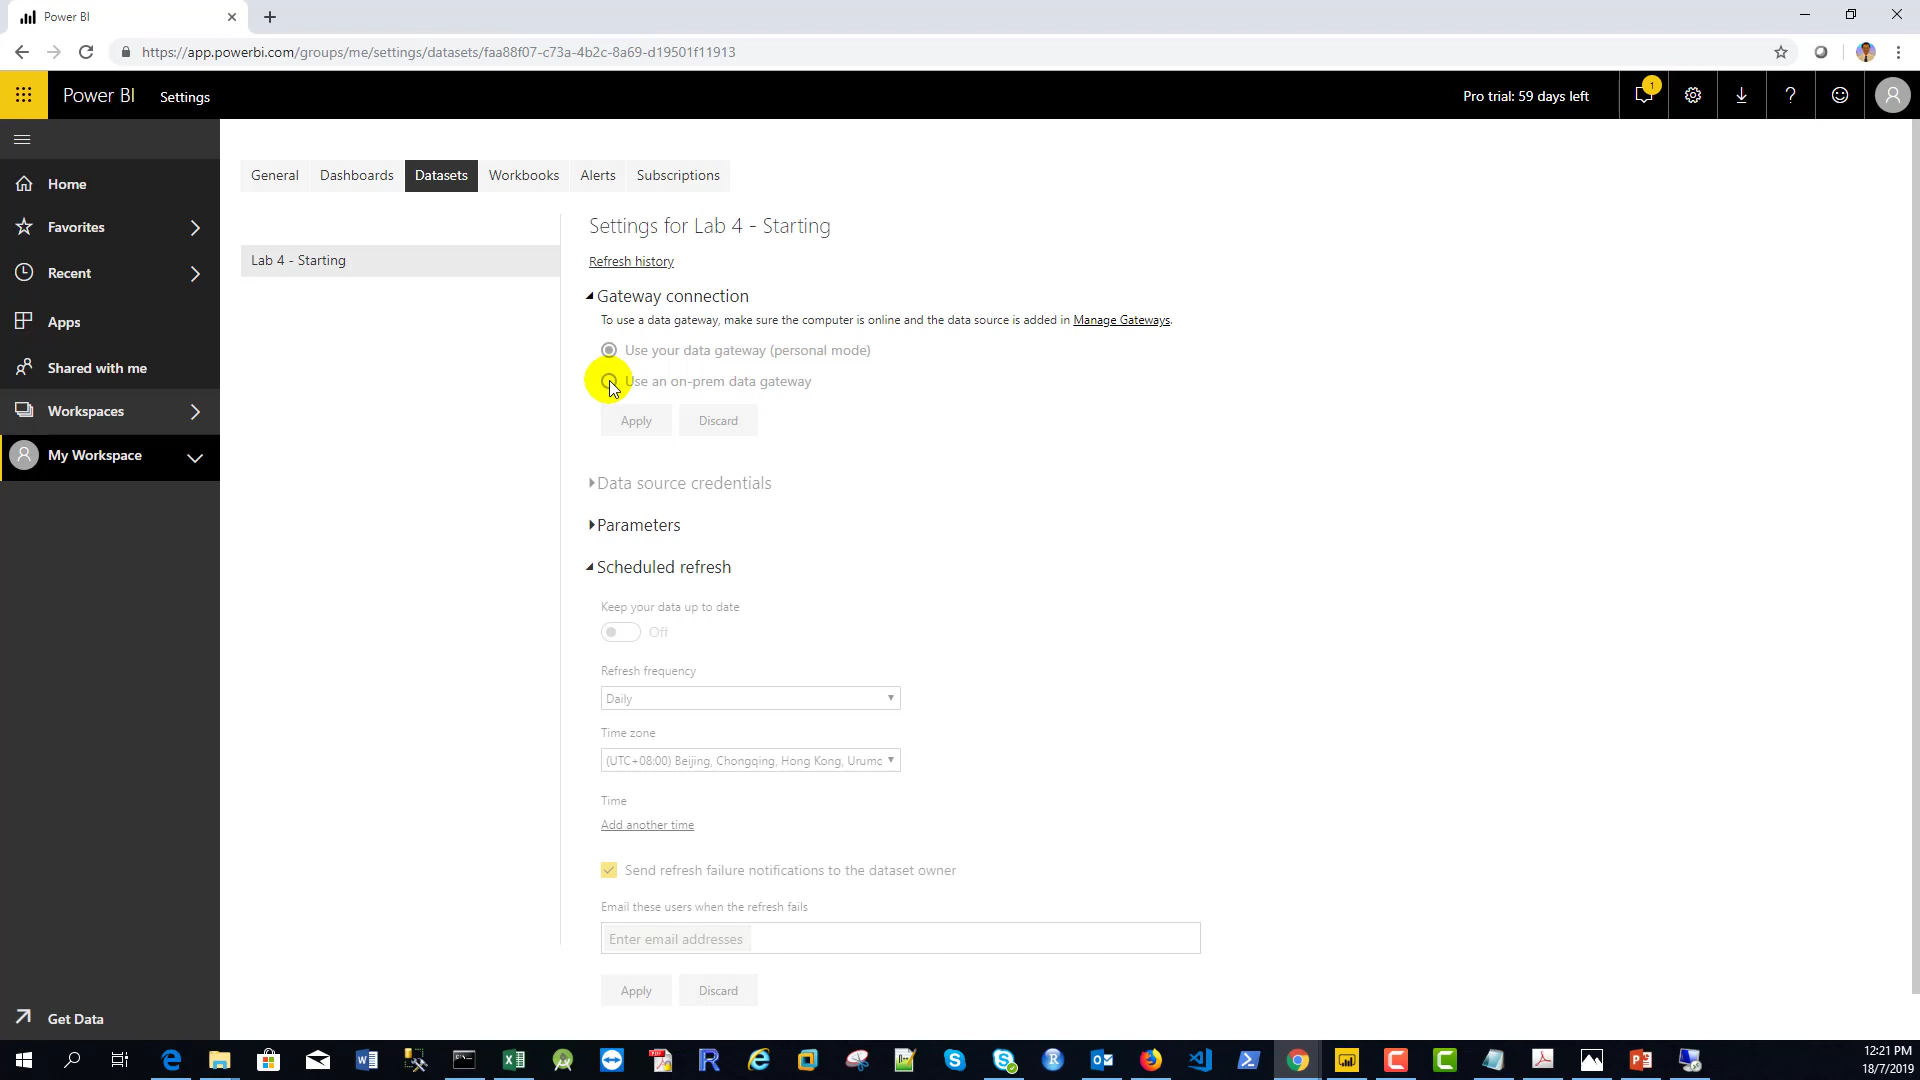 Power BI
https://app.powerbi.com/groups/me/settings/datasets/faa88f07-c73a-4b2c-8a69-d19501f11913
Power BI Settings
Pro trial: 59 days left
1
Home
Favorites
Recent
Apps
Shared with me
Workspaces
My Workspace
Get Data
General Dashboards Datasets Workbooks Alerts Subscriptions
Lab 4 - Starting
Settings for Lab 4 - Starting
Refresh history
Gateway connection
To use a data gateway, make sure the computer is online and the data source is added in Manage Gateways.
Use your data gateway (personal mode)
Use an on-prem data gateway
Apply Discard
Data source credentials
Parameters
Scheduled refresh
Keep your data up to date
Off
Refresh frequency
Daily
Time zone
(UTC+08:00) Beijing, Chongqing, Hong Kong, Urumc
Time
Add another time
Send refresh failure notifications to the dataset owner
Email these users when the refresh fails
Enter email addresses
Apply Discard
12:21 PM
18/7/2019